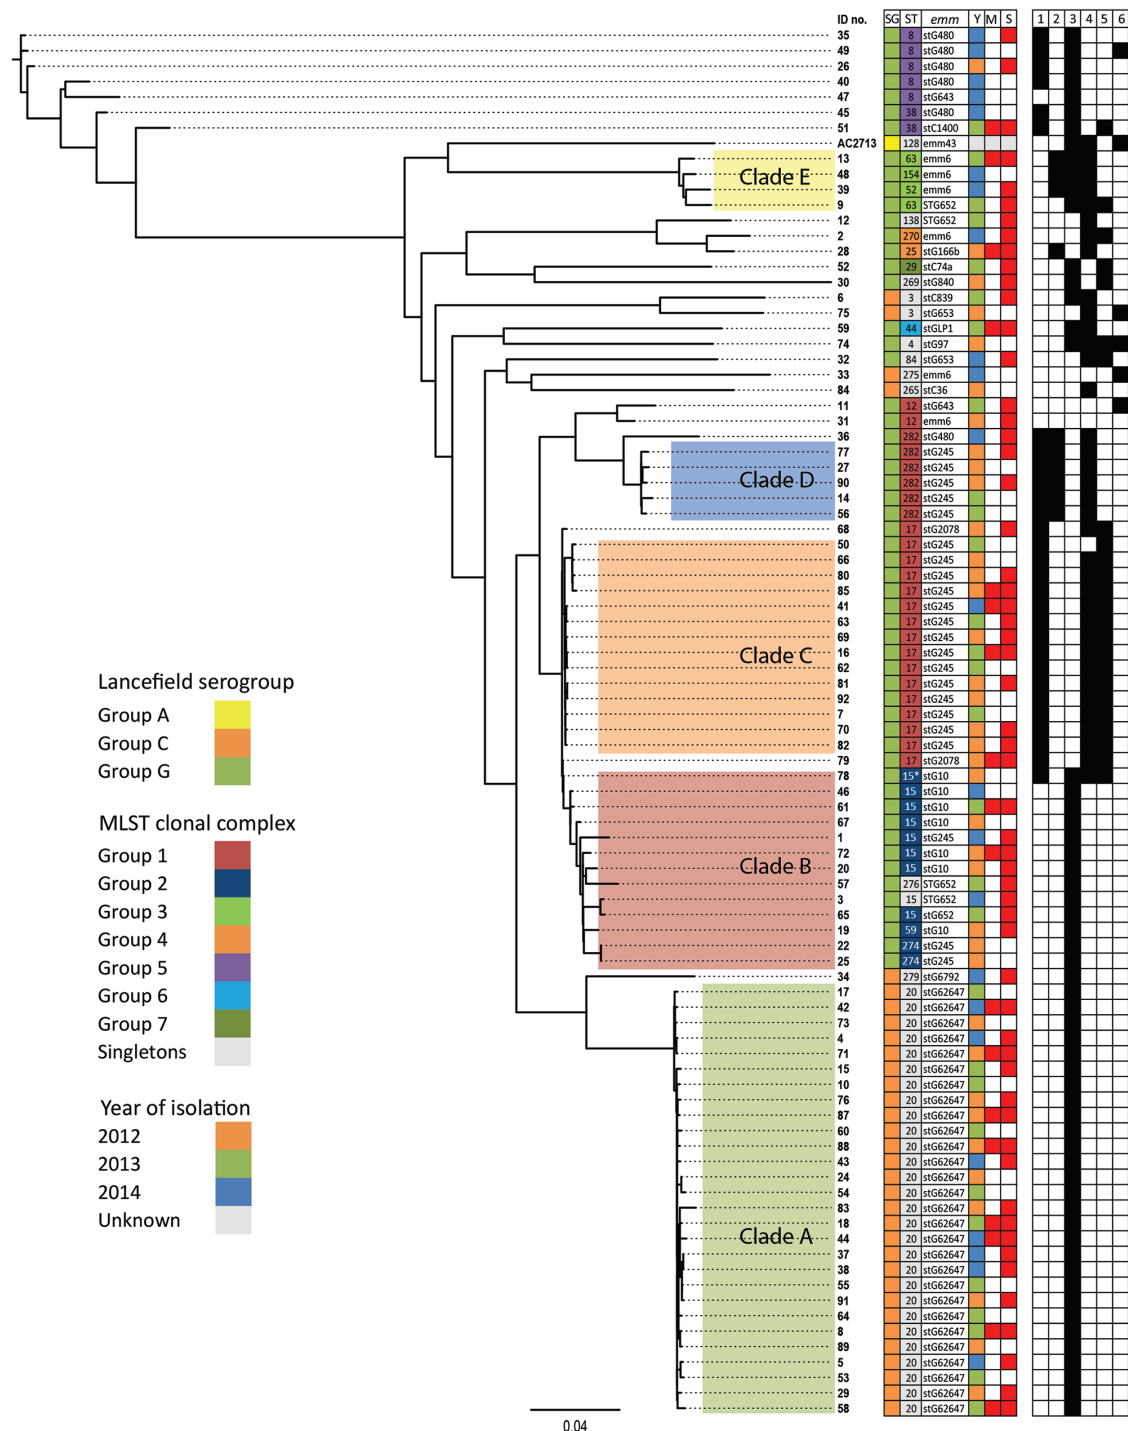 ID no. SG ST emm Y M S 1 2 3 4 5 6
35 8 stG480
49 8 stG480
26 8 stG480
40 8 stG480
47 8 stG643
45 38 stG480
51 38 stC1400
AC2713 128 emm43
13 63 emm6
Clade E
48 154 emm6
39 52 emm6
9 63 STG652
12 138 STG652
2 270 emm6
28 25 stG166b
52 29 stC74a
30 269 stG840
6 3 stC839
75 3 stG653
59 44 stGLP1
74 4 stG97
32 84 stG653
33 275 emm6
84 265 stC36
11 12 stG643
31 12 emm6
36 282 stG480
77 282 stG245
27 282 stG245
Clade D
90 282 stG245
14 282 stG245
56 282 stG245
68 17 stG2078
50 17 stG245
66 17 stG245
80 17 stG245
85 17 stG245
41 17 stG245
63 17 stG245
69 17 stG245
Clade C
16 17 stG245
62 17 stG245
81 17 stG245
92 17 stG245
7 17 stG245
70 17 stG245
82 17 stG245
79 17 stG2078
78 15* stG10
46 15 stG10
61 15 stG10
67 15 stG10
1 15 stG245
72 15 stG10
Clade B
20 15 stG10
57 276 STG652
3 15 STG652
65 15 stG652
19 59 stG10
22 274 stG245
25 274 stG245
34 279 stG6792
17 20 stG62647
42 20 stG62647
73 20 stG62647
4 20 stG62647
71 20 stG62647
15 20 stG62647
10 20 stG62647
76 20 stG62647
87 20 stG62647
60 20 stG62647
88 20 stG62647
43 20 stG62647
24 20 stG62647
54 20 stG62647
83 20 stG62647
18 20 stG62647
Clade A
44 20 stG62647
37 20 stG62647
38 20 stG62647
55 20 stG62647
91 20 stG62647
64 20 stG62647
8 20 stG62647
89 20 stG62647
5 20 stG62647
53 20 stG62647
29 20 stG62647
58 20 stG62647
0.04
Lancefield serogroup
Group A
Group C
Group G
MLST clonal complex
Group 1
Group 2
Group 3
Group 4
Group 5
Group 6
Group 7
Singletons
Year of isolation
2012
2013
2014
Unknown